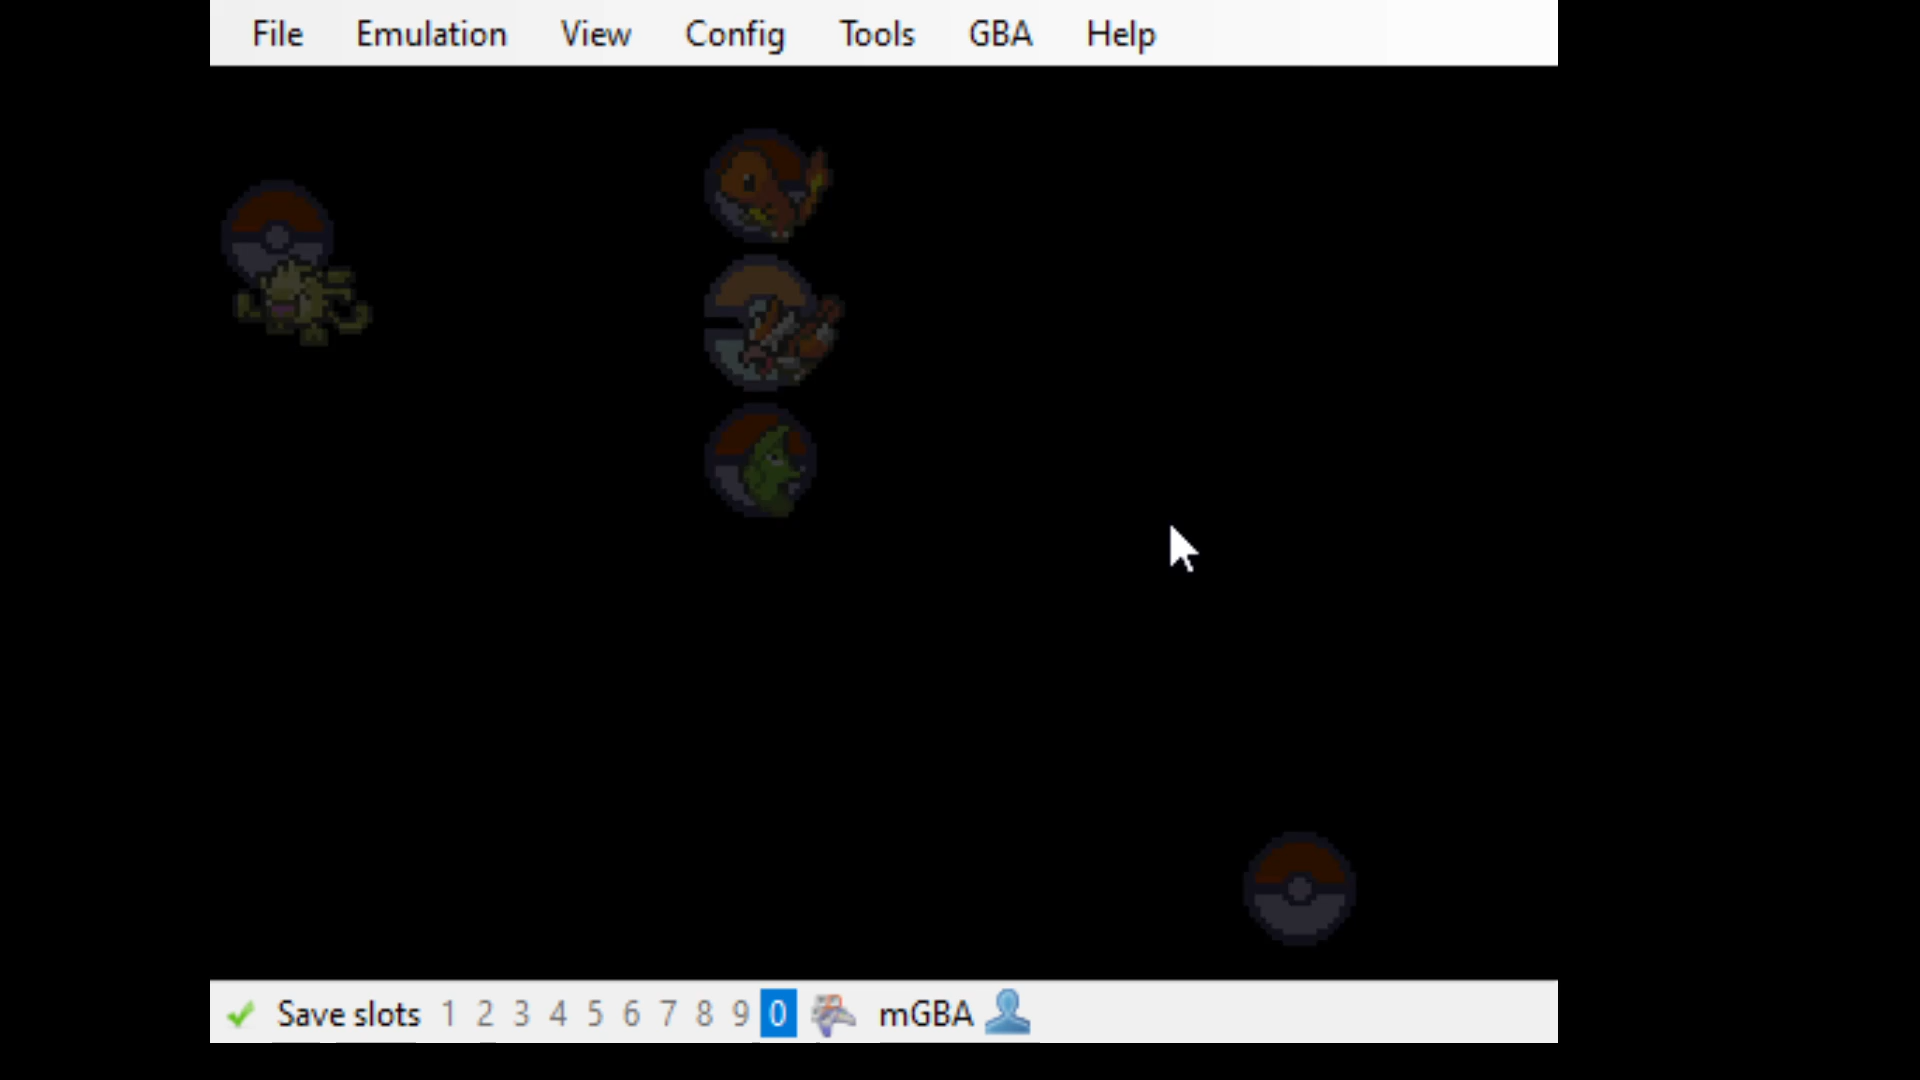 File Emulation View Config Tools GBA Help
Save slots 1 2 3 4 5 6 7 8 9 0 mGBA